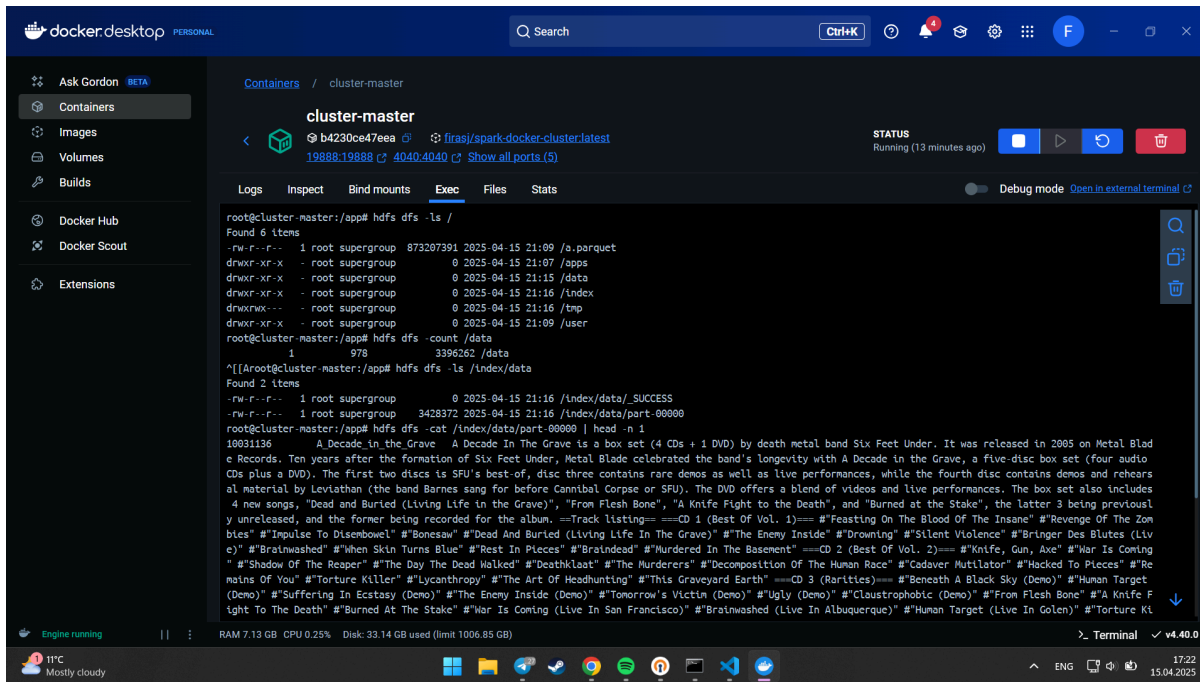 docker.desktop PERSONAL
Search
Ctrl+K
4
F
Ask Gordon BETA
Containers
Images
Volumes
Builds
Docker Hub
Docker Scout
Extensions
Containers / cluster-master
cluster-master
b4230ce47eea
firasj/spark-docker-cluster:latest
19888:19888
4040:4040
Show all ports (5)
STATUS
Running (13 minutes ago)
Logs Inspect Bind mounts Exec Files Stats
Debug mode Open in external terminal
root@cluster-master:/app# hdfs dfs -ls /
Found 6 items
-rw-r--r--   1 root supergroup  873207391 2025-04-15 21:09 /a.parquet
drwxr-xr-x   - root supergroup          0 2025-04-15 21:07 /apps
drwxr-xr-x   - root supergroup          0 2025-04-15 21:15 /data
drwxr-xr-x   - root supergroup          0 2025-04-15 21:16 /index
drwxrwx---   - root supergroup          0 2025-04-15 21:16 /tmp
drwxr-xr-x   - root supergroup          0 2025-04-15 21:09 /user
root@cluster-master:/app# hdfs dfs -count /data
           1          978            3396262 /data
^[[Aroot@cluster-master:/app# hdfs dfs -ls /index/data
Found 2 items
-rw-r--r--   1 root supergroup          0 2025-04-15 21:16 /index/data/_SUCCESS
-rw-r--r--   1 root supergroup    3428372 2025-04-15 21:16 /index/data/part-00000
root@cluster-master:/app# hdfs dfs -cat /index/data/part-00000 | head -n 1
10031136        A_Decade_in_the_Grave   A Decade In The Grave is a box set (4 CDs + 1 DVD) by death metal band Six Feet Under. It was released in 2005 on Metal Blad
e Records. Ten years after the formation of Six Feet Under, Metal Blade celebrated the band's longevity with A Decade in the Grave, a five-disc box set (four audio
CDs plus a DVD). The first two discs is SFU's best-of, disc three contains rare demos as well as live performances, while the fourth disc contains demos and rehears
al material by Leviathan (the band Barnes sang for before Cannibal Corpse or SFU). The DVD offers a blend of videos and live performances. The box set also includes
 4 new songs, "Dead and Buried (Living Life in the Grave)", "From Flesh Bone", "A Knife Fight to the Death", and "Burned at the Stake", the latter 3 being previousl
y unreleased, and the former being recorded for the album. ==Track listing== ===CD 1 (Best Of Vol. 1)=== #"Feasting On The Blood Of The Insane" #"Revenge Of The Zom
bies" #"Impulse To Disembowel" #"Bonesaw" #"Dead And Buried (Living Life In The Grave)" #"The Enemy Inside" #"Drowning" #"Silent Violence" #"Bringer Des Blutes (Liv
e)" #"Brainwashed" #"When Skin Turns Blue" #"Rest In Pieces" #"Braindead" #"Murdered In The Basement" ===CD 2 (Best Of Vol. 2)=== #"Knife, Gun, Axe" #"War Is Coming
" #"Shadow Of The Reaper" #"The Day The Dead Walked" #"Deathklaat" #"The Murderers" #"Decomposition Of The Human Race" #"Cadaver Mutilator" #"Hacked To Pieces" #"Re
mains Of You" #"Torture Killer" #"Lycanthropy" #"The Art Of Headhunting" #"This Graveyard Earth" ===CD 3 (Rarities)=== #"Beneath A Black Sky (Demo)" #"Human Target
(Demo)" #"Suffering In Ecstasy (Demo)" #"The Enemy Inside (Demo)" #"Tomorrow's Victim (Demo)" #"Ugly (Demo)" #"Claustrophobic (Demo)" #"From Flesh Bone" #"A Knife F
ight To The Death" #"Burned At The Stake" #"War Is Coming (Live In San Francisco)" #"Brainwashed (Live In Albuquerque)" #"Human Target (Live In Golen)" #"Torture Ki
Engine running
RAM 7.13 GB CPU 0.25% Disk: 33.14 GB used (limit 1006.85 GB)
>_ Terminal
v4.40.0
1
11°C
Mostly cloudy
27
ENG
17:22
15.04.2025